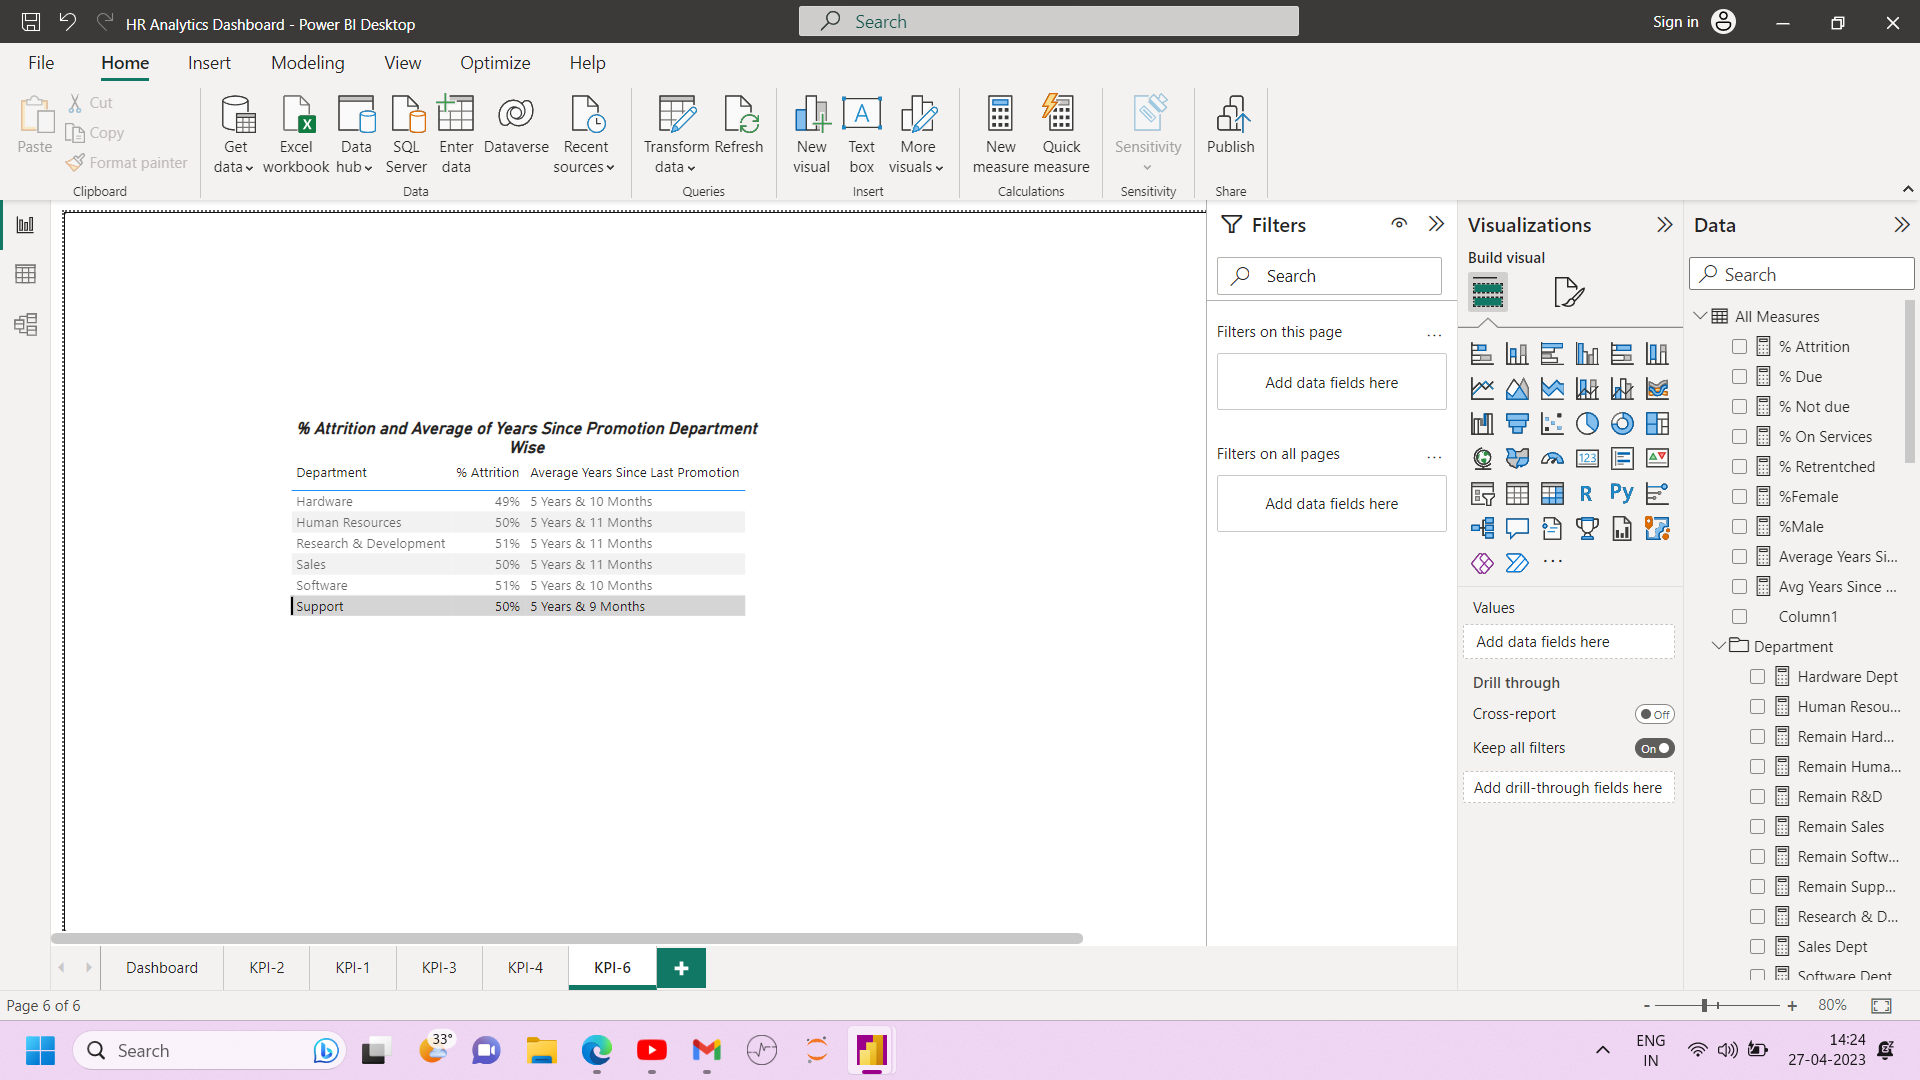 HR Analytics Dashboard - Power BI Desktop
Search
Sign in
File Home Insert Modeling View Optimize Help
Paste
Cut
Copy
Format painter
Clipboard
Get data
Excel workbook
Data hub
SQL Server
Enter data
Dataverse
Recent sources
Data
Transform data
Refresh
Queries
New visual
Text box
More visuals
Insert
New measure
Quick measure
Calculations
Sensitivity
Sensitivity
Publish
Share
% Attrition and Average of Years Since Promotion Department
Wise
Department % Attrition Average Years Since Last Promotion
Hardware 49% 5 Years & 10 Months
Human Resources 50% 5 Years & 11 Months
Research & Development 51% 5 Years & 11 Months
Sales 50% 5 Years & 11 Months
Software 51% 5 Years & 10 Months
Support 50% 5 Years & 9 Months
Filters
Search
Filters on this page ...
Add data fields here
Filters on all pages ...
Add data fields here
Visualizations
Build visual
123
R Py
...
Values
Add data fields here
Drill through
Cross-report Off
Keep all filters On
Add drill-through fields here
Data
Search
All Measures
% Attrition
% Due
% Not due
% On Services
% Retrentched
%Female
%Male
Average Years Si...
Avg Years Since ...
Column1
Department
Hardware Dept
Human Resou...
Remain Hard...
Remain Huma...
Remain R&D
Remain Sales
Remain Softw...
Remain Supp...
Research & D...
Sales Dept
Software Dept
Dashboard KPI-2 KPI-1 KPI-3 KPI-4 KPI-6 +
Page 6 of 6
- + 80%
Search
33°
ENG
IN
14:24
27-04-2023